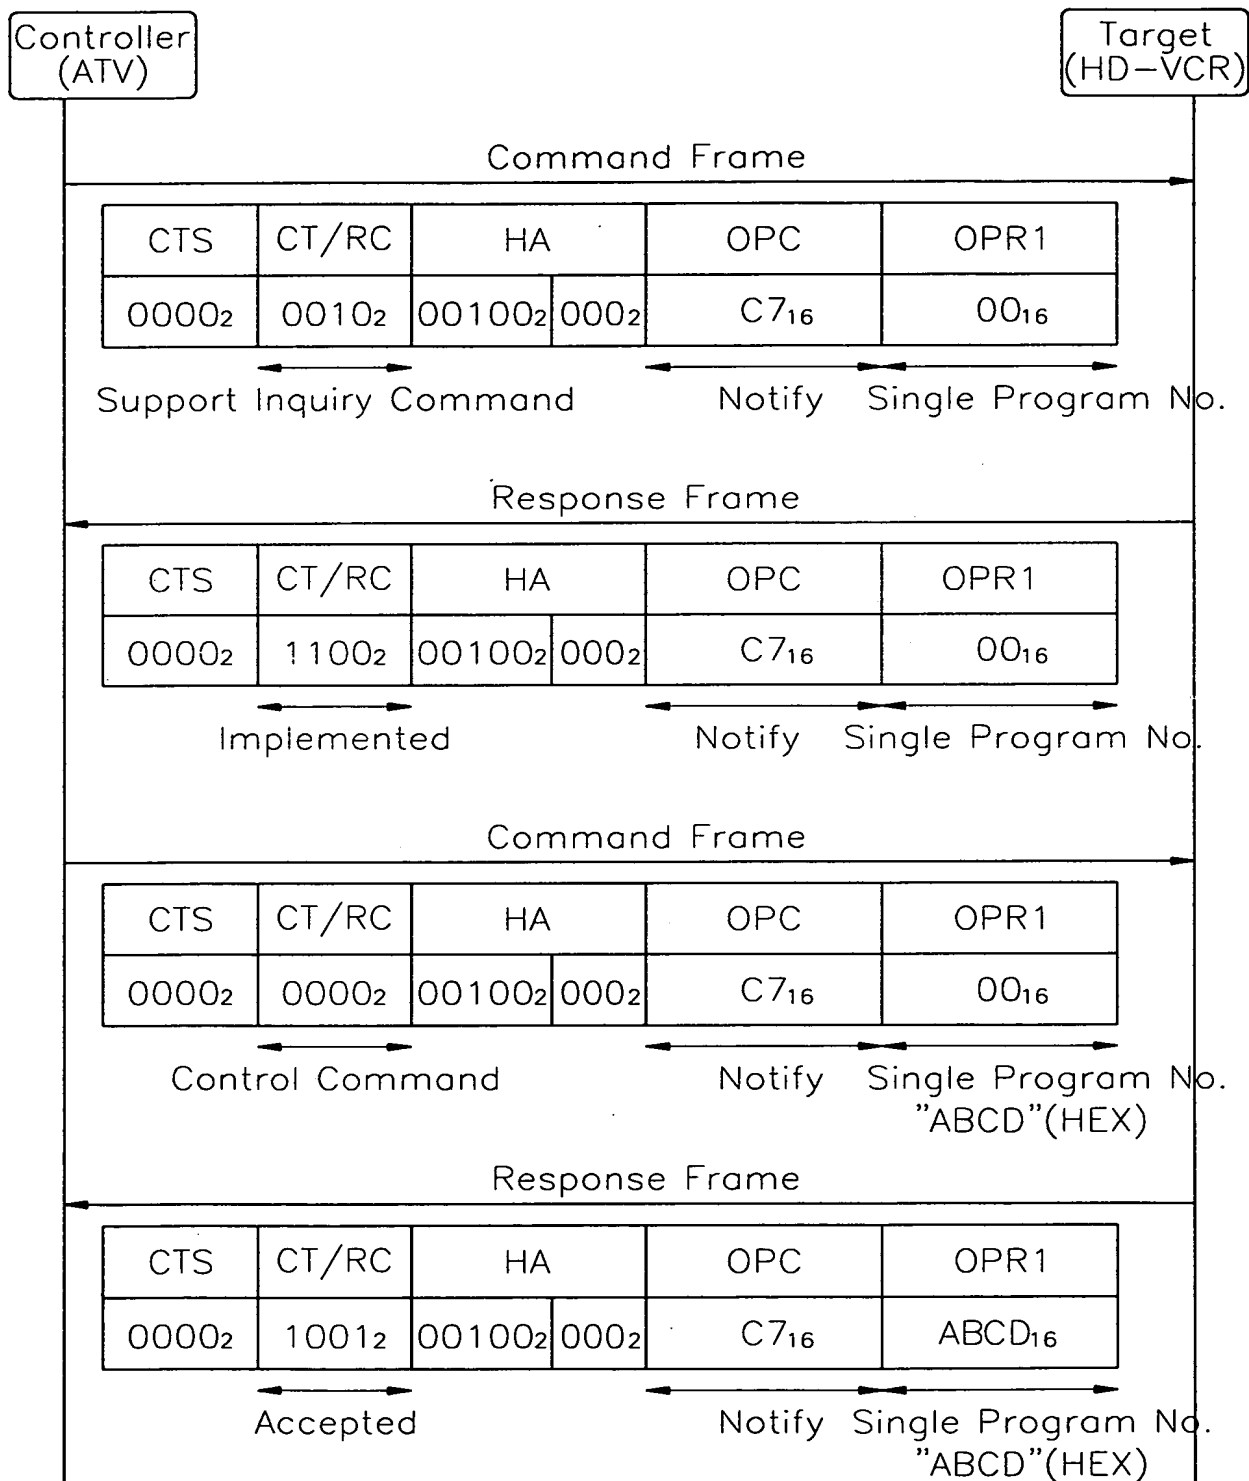 Controller
(ATV)
Target
(HD-VCR)
Command Frame
CTS CT/RC HA OPC OPR1
0000₂ 0010₂ 00100₂ 000₂ C7₁₆ 00₁₆
Support Inquiry Command Notify Single Program No.
Response Frame
CTS CT/RC HA OPC OPR1
0000₂ 1100₂ 00100₂ 000₂ C7₁₆ 00₁₆
Implemented Notify Single Program No.
Command Frame
CTS CT/RC HA OPC OPR1
0000₂ 0000₂ 00100₂ 000₂ C7₁₆ 00₁₆
Control Command Notify Single Program No.
"ABCD"(HEX)
Response Frame
CTS CT/RC HA OPC OPR1
0000₂ 1001₂ 00100₂ 000₂ C7₁₆ ABCD₁₆
Accepted Notify Single Program No.
"ABCD"(HEX)